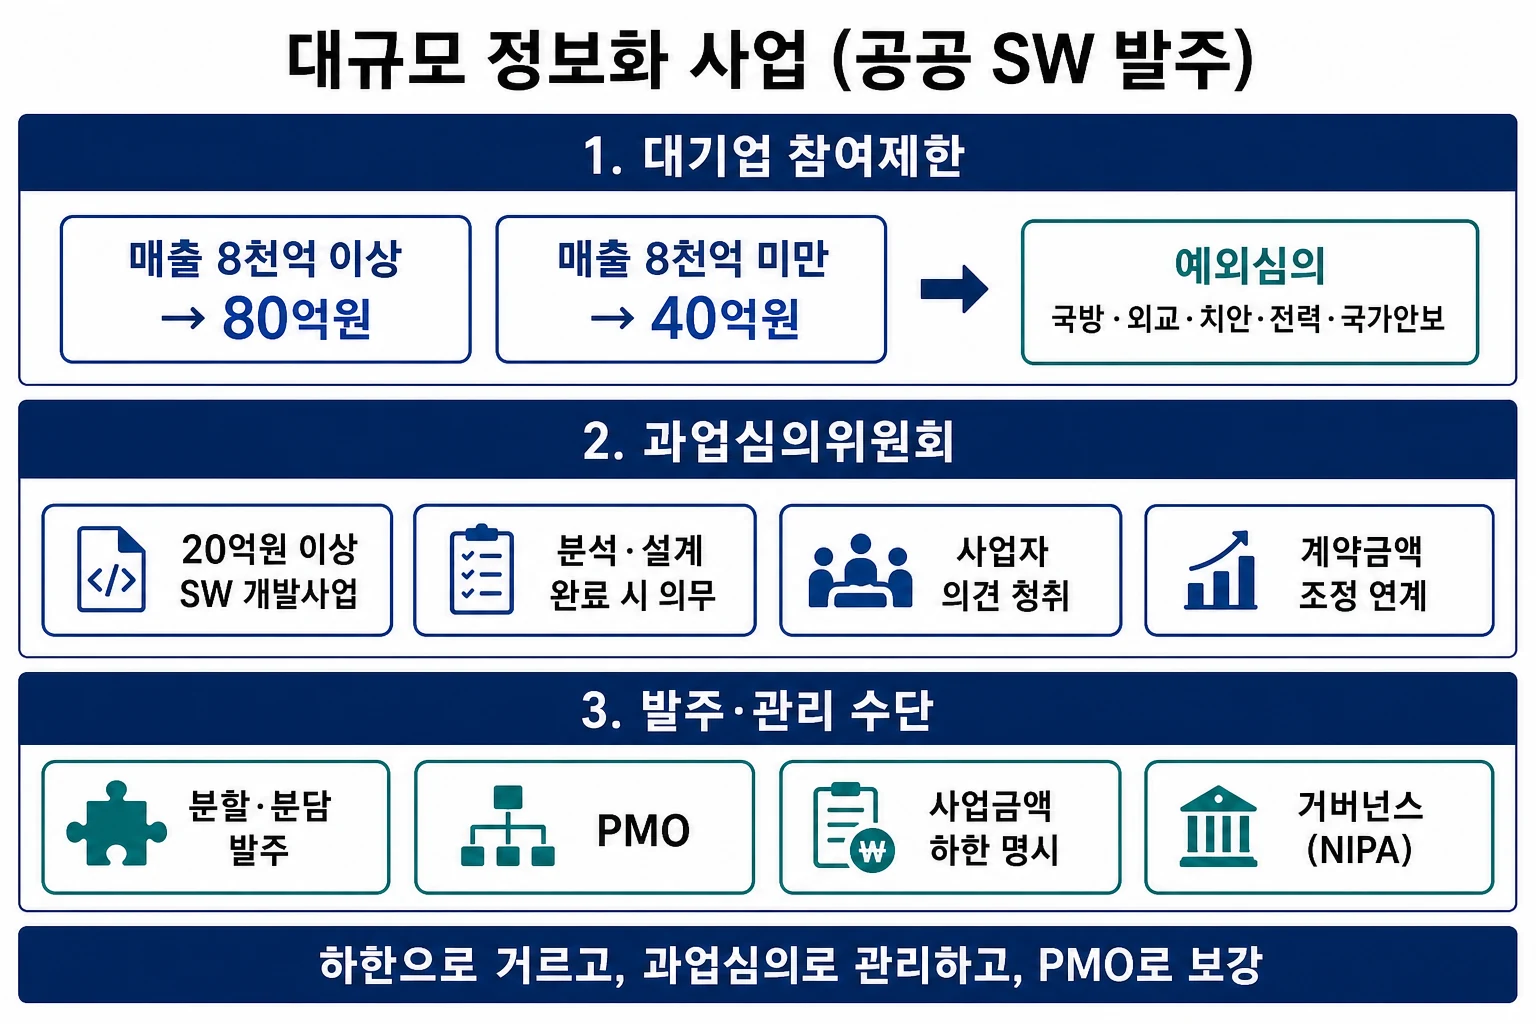 대규모 정보화 사업 (공공 SW 발주)
1. 대기업 참여제한
매출 8천억 이상
→ 80억원
매출 8천억 미만
→ 40억원
예외심의
국방·외교·치안·전력·국가안보
2. 과업심의위원회
</>
20억원 이상
SW 개발사업
분석·설계
완료 시 의무
사업자
의견 청취
계약금액
조정 연계
3. 발주·관리 수단
분할·분담
발주
PMO
₩
사업금액
하한 명시
거버넌스
(NIPA)
하한으로 거르고, 과업심의로 관리하고, PMO로 보강